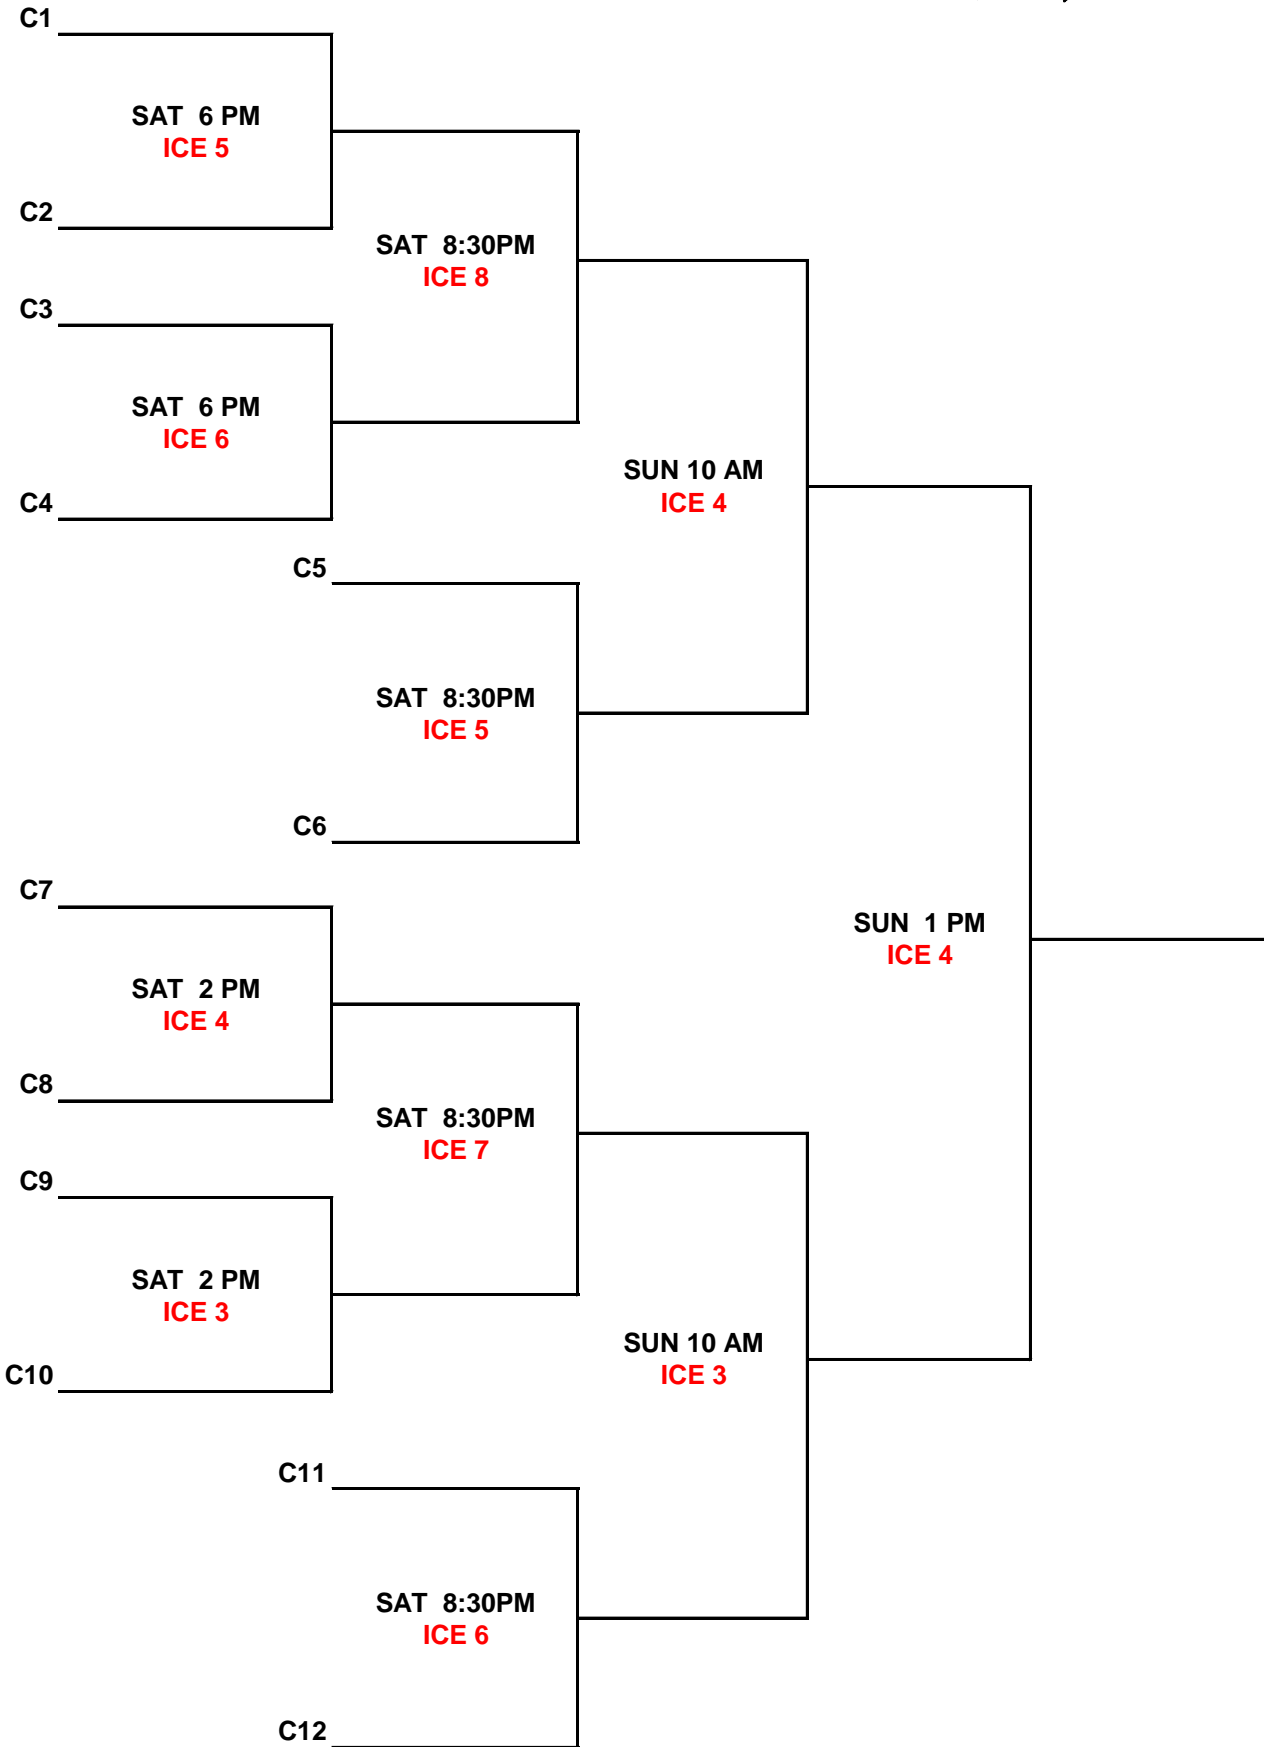 C1
SAT 6 PM
ICE 5
C2
SAT 8:30PM
ICE 8
C3
SAT 6 PM
ICE 6
C4
SUN 10 AM
ICE 4
C5
SAT 8:30PM
ICE 5
C6
C7
SUN 1 PM
ICE 4
SAT 2 PM
ICE 4
C8
SAT 8:30PM
ICE 7
C9
SAT 2 PM
ICE 3
C10
SUN 10 AM
ICE 3
C11
SAT 8:30PM
ICE 6
C12